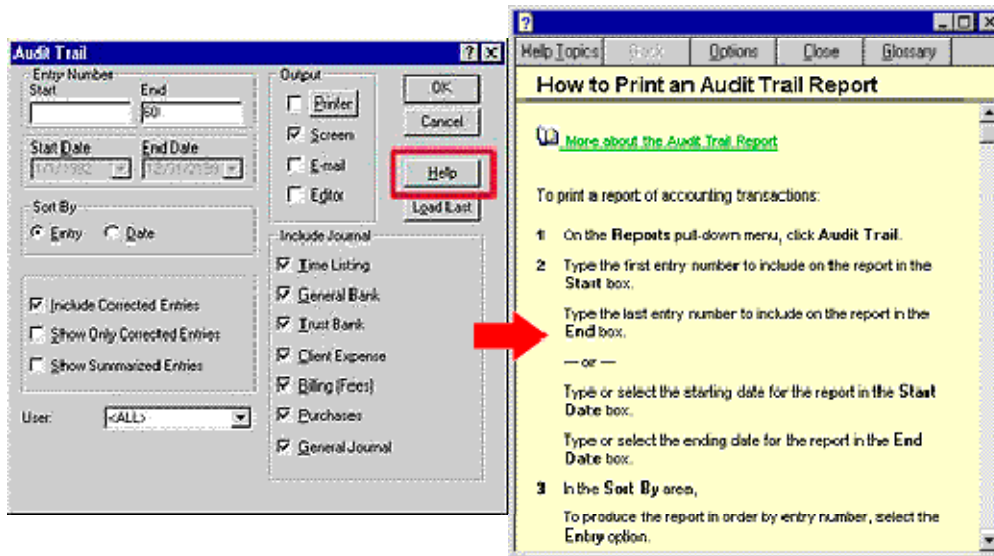 Audit Trail
Entry Number
Start End
60
Start Date End Date
1/1/1982
Sort By
Entry Date
Include Corrected Entries
Show Only Corrected Entries
Show Summarized Entries
User: <ALL>
Output
Printer
Screen
E-mail
Editor
OK
Cancel
Help
Load Last
Include Journal
Time Listing
General Bank
Trust Bank
Client Expense
Billing (Fees)
Purchases
General Journal
Help Topics Back Options Close Glossary
How to Print an Audit Trail Report
More about the Audit Trail Report
To print a report of accounting transactions:
1 On the Reports pull-down menu, click Audit Trail.
2 Type the first entry number to include on the report in the
Start box.
Type the last entry number to include on the report in the
End box.
— or —
Type or select the starting date for the report in the Start
Date box.
Type or select the ending date for the report in the End
Date box.
3 In the Sort By area,
To produce the report in order by entry number, select the
Entry option.